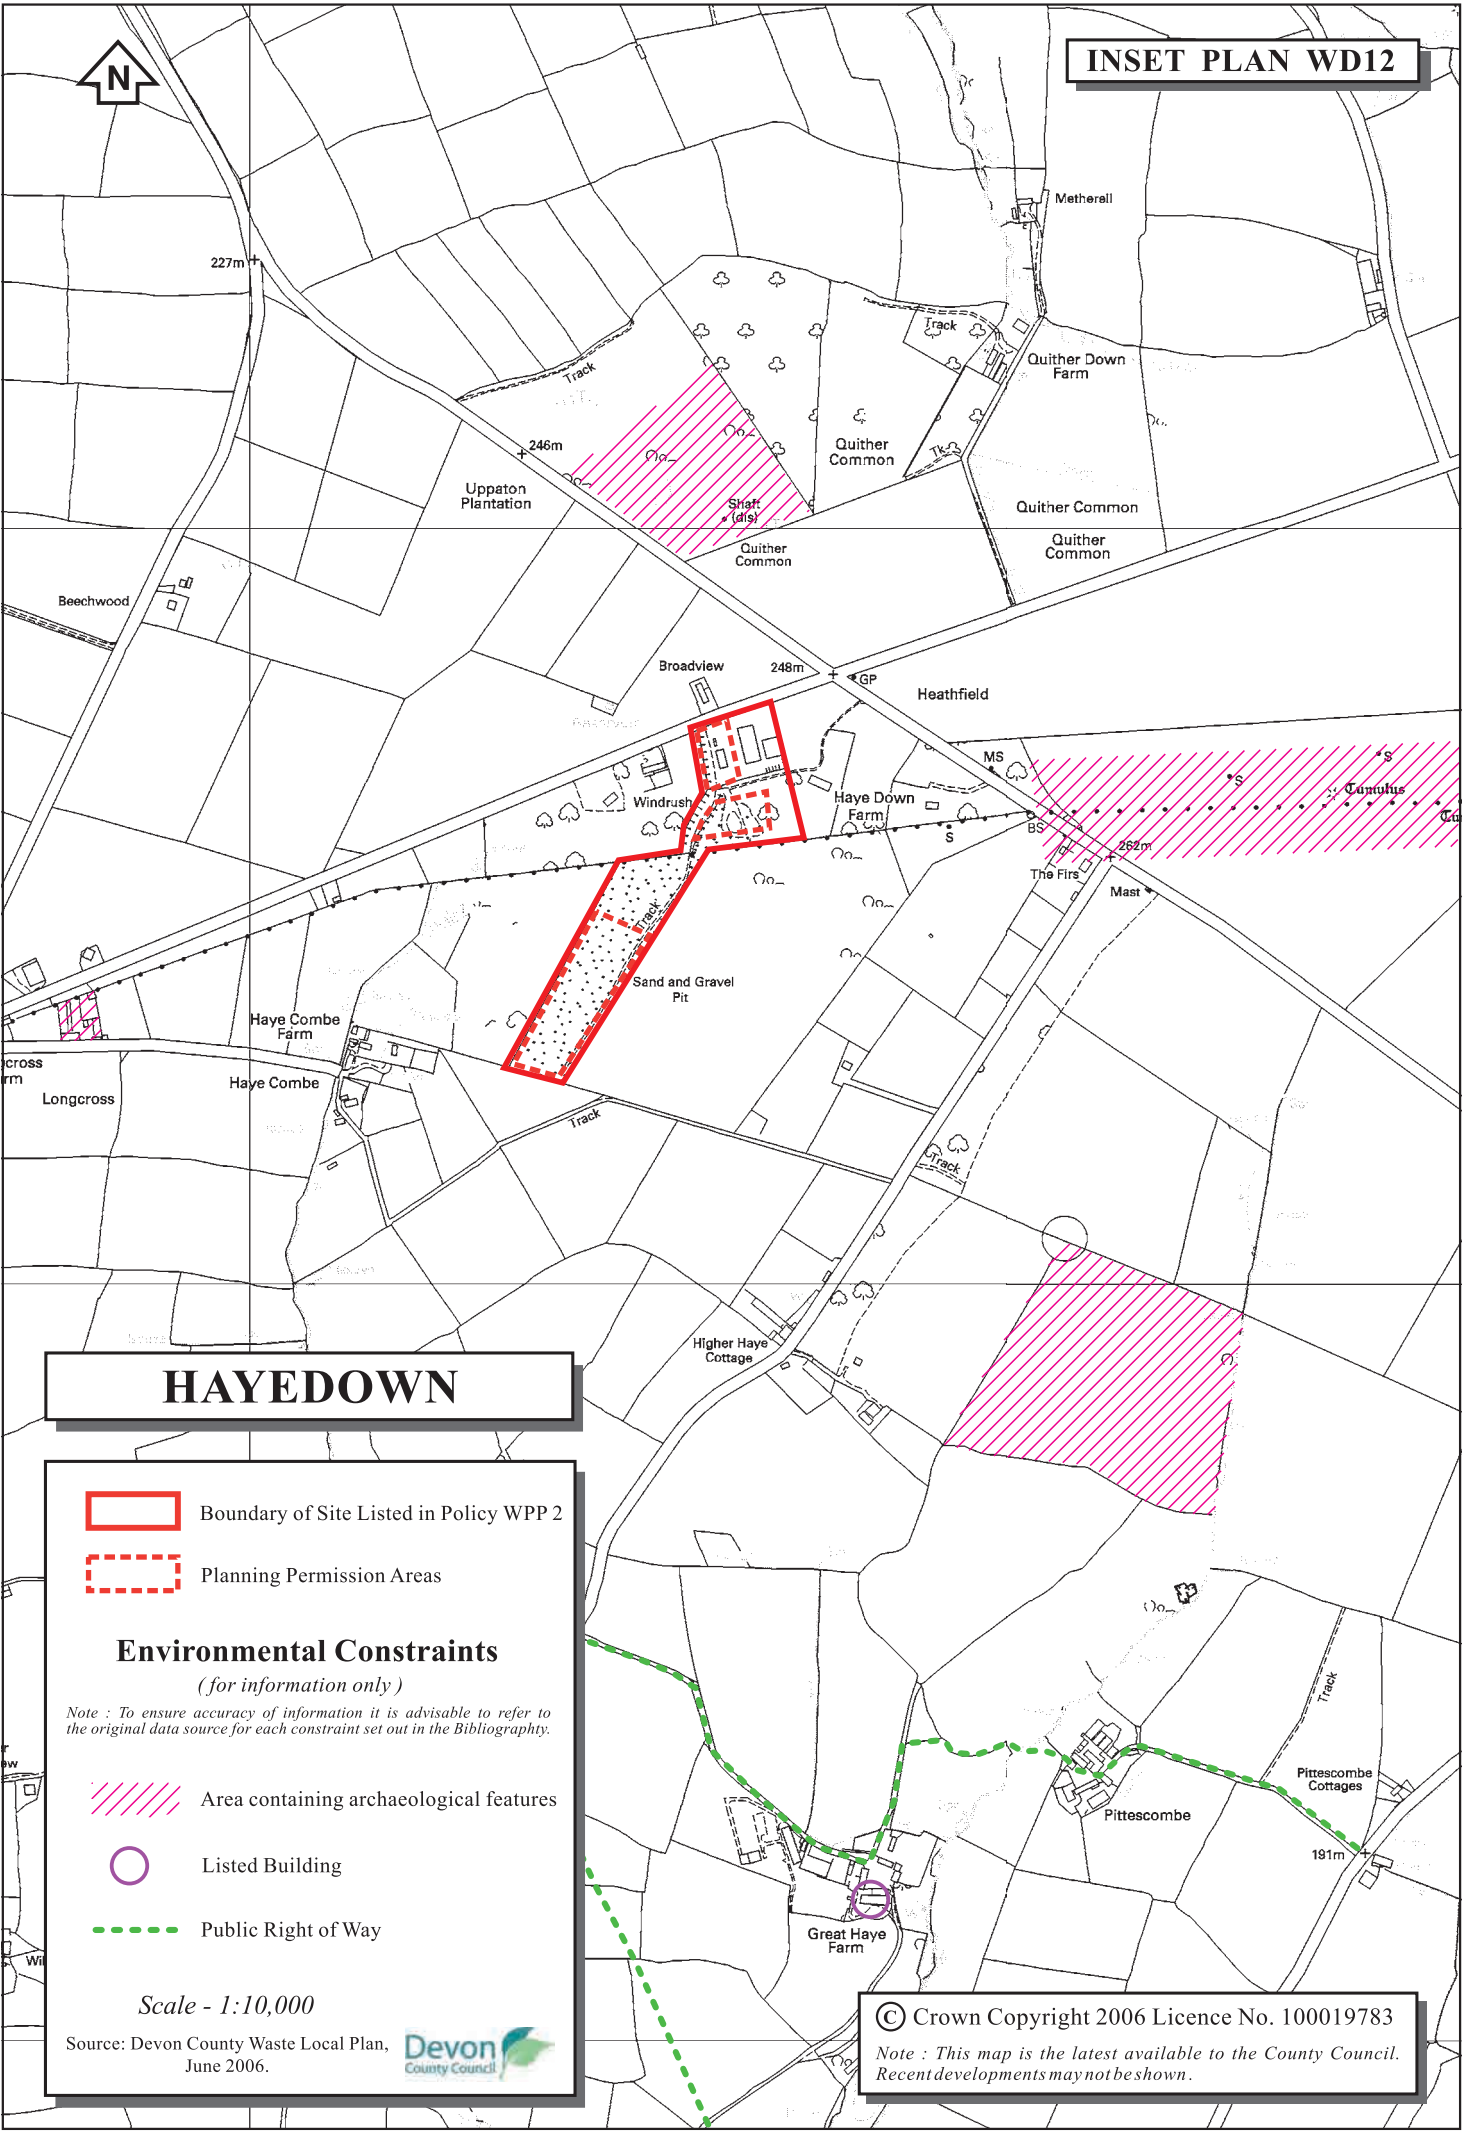 N
INSET PLAN WD12
Metherell
227m
Track
Quither Down
Farm
Track
246m
Quither
Common
Tk
Uppaton
Plantation
Shaft
(dis)
Quither Common
Quither
Common
Quither
Common
Beechwood
Broadview
248m
GP
Heathfield
MS
S
S
Tumulus
Windrush
Haye Down
Farm
S
BS
262m
The Firs
Mast
Track
Sand and Gravel
Pit
Haye Combe
Farm
Haye Combe
Longcross
Track
Track
Higher Haye
Cottage
HAYEDOWN
Boundary of Site Listed in Policy WPP 2
Planning Permission Areas
Environmental Constraints
( for information only )
Note : To ensure accuracy of information it is advisable to refer to
the original data source for each constraint set out in the Bibliographty.
Area containing archaeological features
Listed Building
Public Right of Way
Scale - 1:10,000
Source: Devon County Waste Local Plan,
June 2006.
Devon
County Council
Track
Pittescombe
Cottages
Pittescombe
191m
Great Haye
Farm
© Crown Copyright 2006 Licence No. 100019783
Note : This map is the latest available to the County Council.
Recent developments may not be shown.